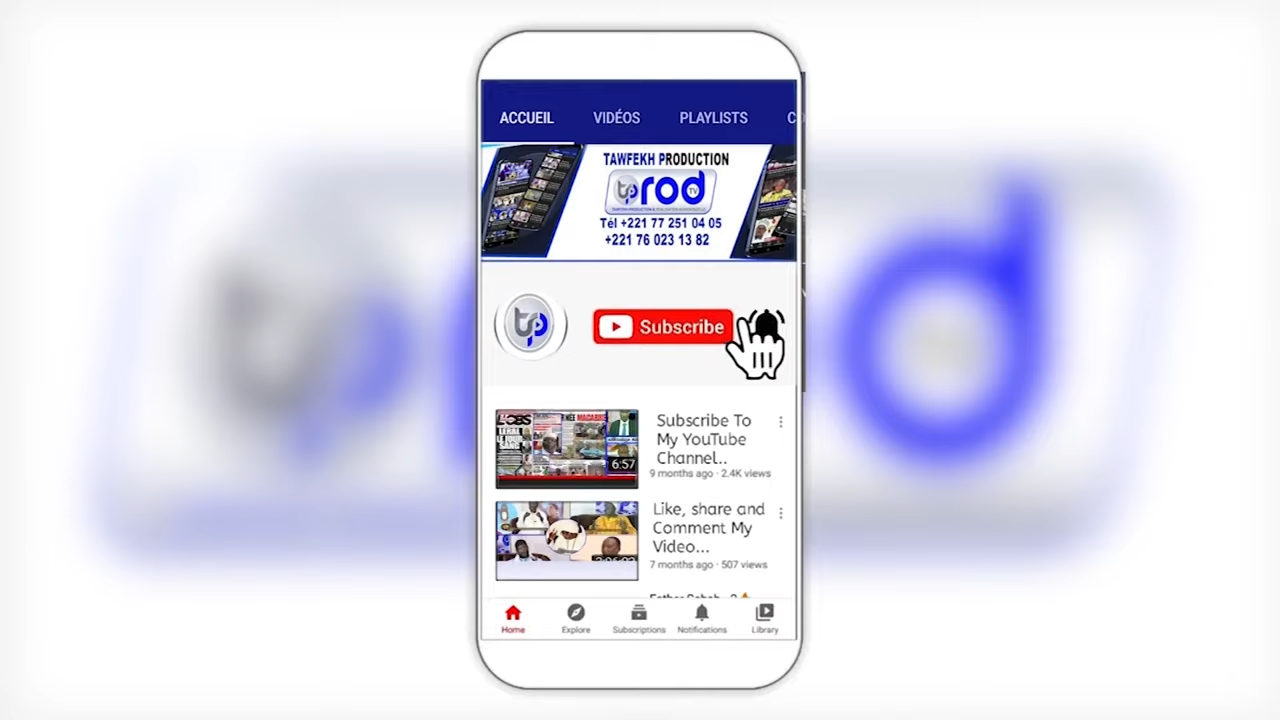 ACCUEIL VIDÉOS PLAYLISTS
TAWFEKH PRODUCTION
tprod TV
Tél +221 77 251 04 05
+221 76 023 13 82
tp
Subscribe
L'OBS
6:57
Subscribe To
My YouTube
Channel..
9 months ago · 2.4K views
Like, share and
Comment My
Video...
7 months ago · 507 views
Home Explore Subscriptions Notifications Library